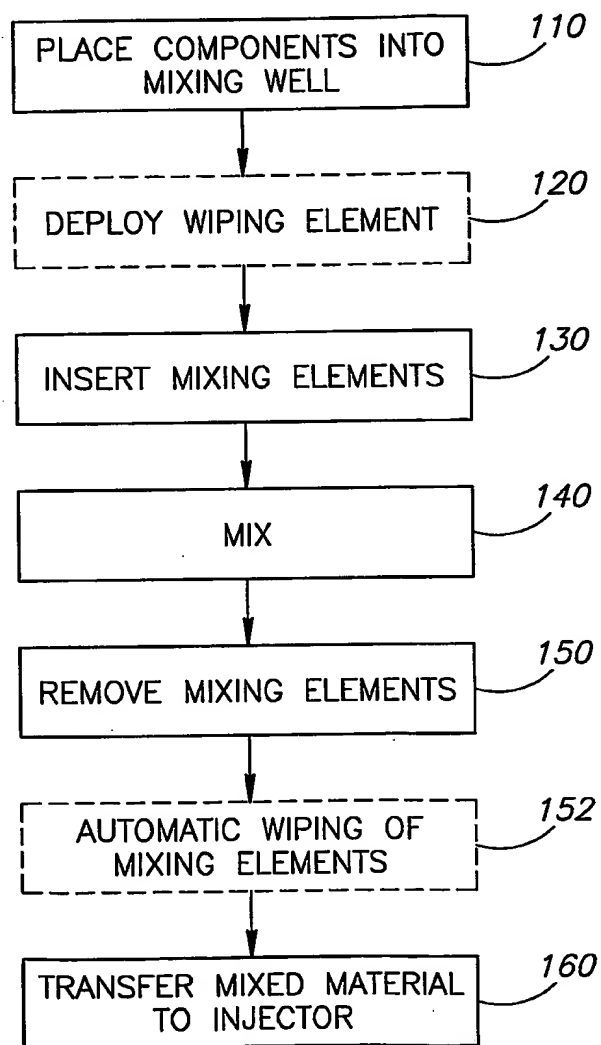 PLACE COMPONENTS INTO
MIXING WELL
110
DEPLOY WIPING ELEMENT
120
INSERT MIXING ELEMENTS
130
MIX
140
REMOVE MIXING ELEMENTS
150
AUTOMATIC WIPING OF
MIXING ELEMENTS
152
TRANSFER MIXED MATERIAL
TO INJECTOR
160